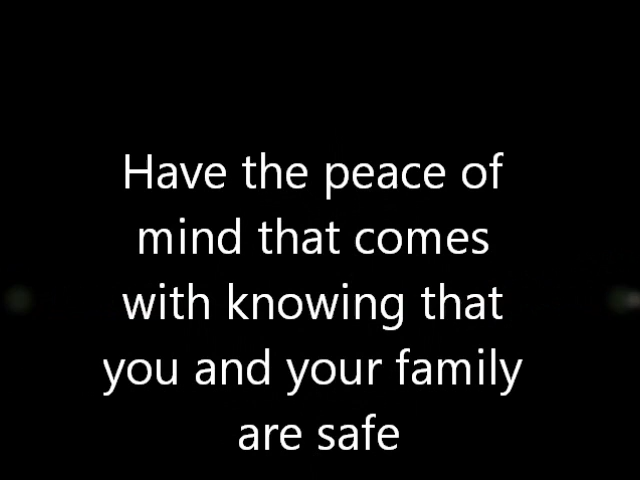 Have the peace of
mind that comes
with knowing that
you and your family
are safe